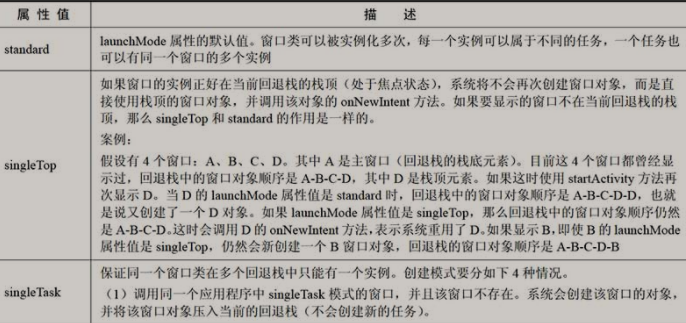 属 性 值
描 述
standard
launchMode 属性的默认值。窗口类可以被实例化多次，每一个实例可以属于不同的任务，一个任务也
可以有同一个窗口的多个实例
singleTop
如果窗口的实例正好在当前回退栈的栈顶（处于焦点状态），系统将不会再次创建窗口对象，而是直
接使用栈顶的窗口对象，并调用该对象的 onNewIntent 方法。如果要显示的窗口不在当前回退栈的栈
顶，那么 singleTop 和 standard 的作用是一样的。
案例：
假设有 4 个窗口：A、B、C、D。其中 A 是主窗口（回退栈的栈底元素）。目前这 4 个窗口都曾经显
示过，回退栈中的窗口对象顺序是 A-B-C-D，其中 D 是栈顶元素。如果这时使用 startActivity 方法再
次显示 D。当 D 的 launchMode 属性值是 standard 时，回退栈中的窗口对象顺序是 A-B-C-D-D，也就
是说又创建了一个 D 对象。如果 launchMode 属性值是 singleTop，那么回退栈中的窗口对象顺序仍然
是 A-B-C-D。这时会调用 D 的 onNewIntent 方法，表示系统重用了 D。如果显示 B，即使 B 的 launchMode
属性值是 singleTop，仍然会新创建一个 B 窗口对象，回退栈的窗口对象顺序是 A-B-C-D-B
singleTask
保证同一个窗口类在多个回退栈中只能有一个实例。创建模式要分如下 4 种情况。
（1）调用同一个应用程序中 singleTask 模式的窗口，并且该窗口不存在。系统会创建该窗口的对象，
并将该窗口对象压入当前的回退栈（不会创建新的任务）。